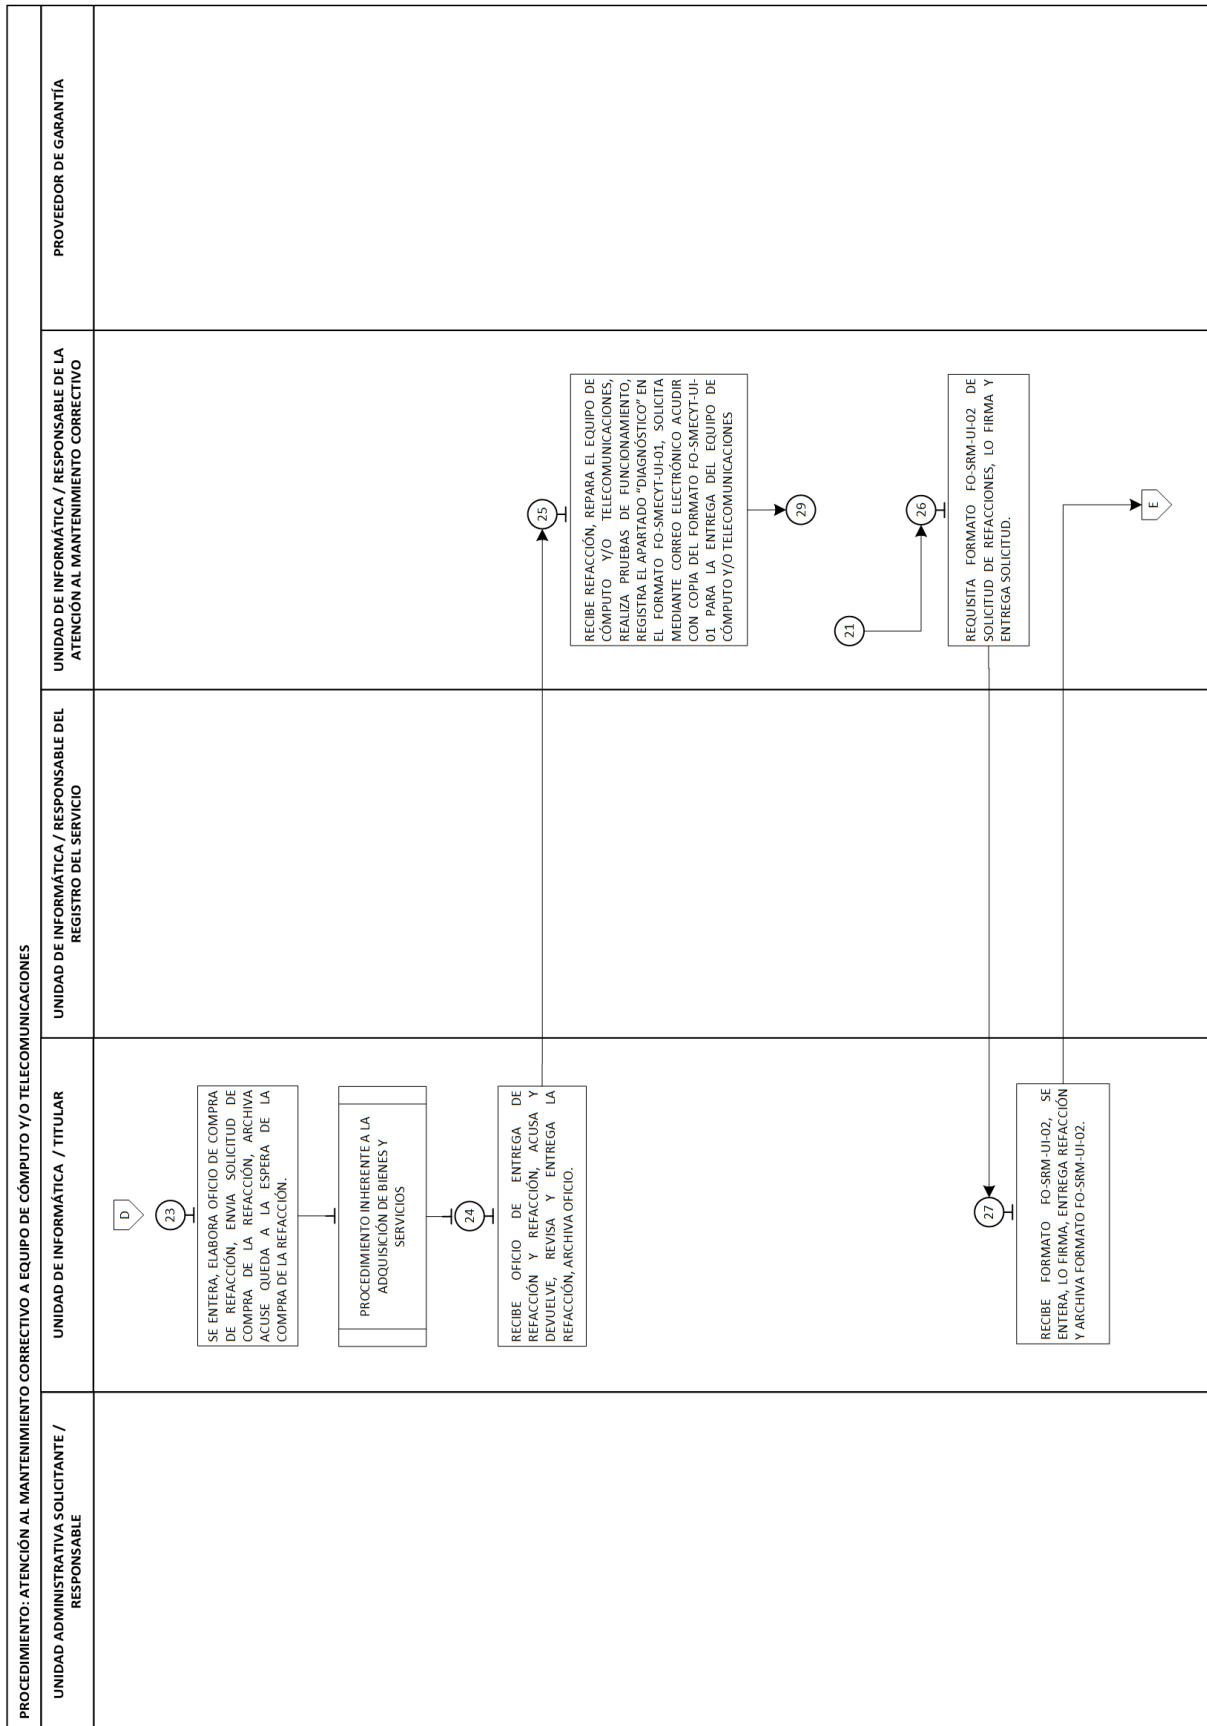 PROCEDIMIENTO: ATENCIÓN AL MANTENIMIENTO CORRECTIVO A EQUIPO DE CÓMPUTO Y/O TELECOMUNICACIONES
UNIDAD ADMINISTRATIVA SOLICITANTE /
RESPONSABLE
UNIDAD DE INFORMÁTICA / TITULAR
UNIDAD DE INFORMÁTICA / RESPONSABLE DEL
REGISTRO DEL SERVICIO
UNIDAD DE INFORMÁTICA / RESPONSABLE DE LA
ATENCIÓN AL MANTENIMIENTO CORRECTIVO
PROVEEDOR DE GARANTÍA
D
23
SE ENTERA, ELABORA OFICIO DE COMPRA
DE REFACCIÓN, ENVIA SOLICITUD DE
COMPRA DE LA REFACCIÓN, ARCHIVA
ACUSE QUEDA A LA ESPERA DE LA
COMPRA DE LA REFACCIÓN.
PROCEDIMIENTO INHERENTE A LA
ADQUISICIÓN DE BIENES Y
SERVICIOS
24
RECIBE OFICIO DE ENTREGA DE
REFACCIÓN Y REFACCIÓN, ACUSA Y
DEVUELVE, REVISA Y ENTREGA LA
REFACCIÓN, ARCHIVA OFICIO.
25
RECIBE REFACCIÓN, REPARA EL EQUIPO DE
CÓMPUTO Y/O TELECOMUNICACIONES,
REALIZA PRUEBAS DE FUNCIONAMIENTO,
REGISTRA EL APARTADO "DIAGNÓSTICO" EN
EL FORMATO FO-SMECYT-UI-01, SOLICITA
MEDIANTE CORREO ELECTRÓNICO ACUDIR
CON COPIA DEL FORMATO FO-SMECYT-UI-
01 PARA LA ENTREGA DEL EQUIPO DE
CÓMPUTO Y/O TELECOMUNICACIONES
29
21
26
REQUISITA FORMATO FO-SRM-UI-02 DE
SOLICITUD DE REFACCIONES, LO FIRMA Y
ENTREGA SOLICITUD.
27
RECIBE FORMATO FO-SRM-UI-02, SE
ENTERA, LO FIRMA, ENTREGA REFACCIÓN
Y ARCHIVA FORMATO FO-SRM-UI-02.
E